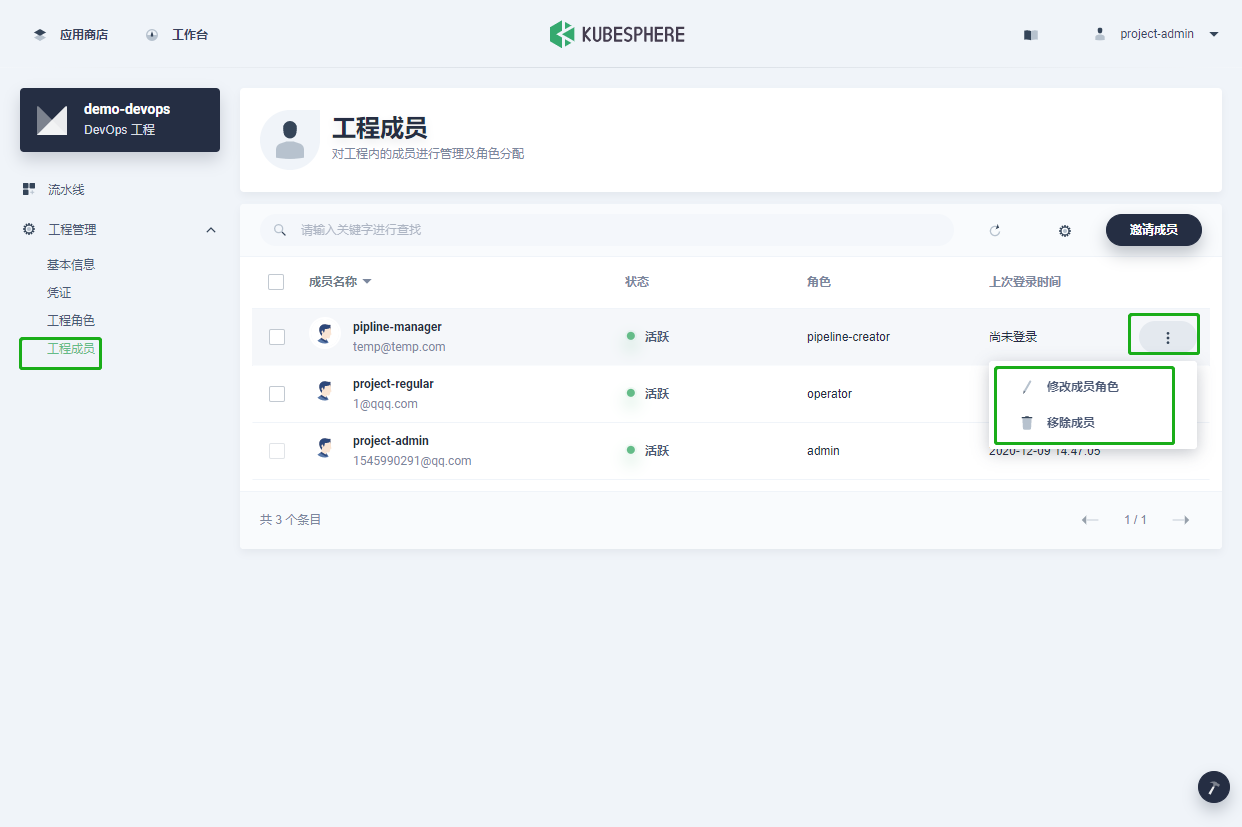 应用商店
工作台
KUBESPHERE
project-admin
demo-devops
DevOps 工程
流水线
工程管理
基本信息
凭证
工程角色
工程成员
工程成员
对工程内的成员进行管理及角色分配
请输入关键字进行查找
邀请成员
成员名称 状态 角色 上次登录时间
pipline-manager
temp@temp.com
活跃
pipeline-creator
尚未登录
project-regular
1@qqq.com
活跃
operator
修改成员角色
移除成员
project-admin
1545990291@qq.com
活跃
admin
2020-12-09 14:47:05
共 3 个条目
1 / 1